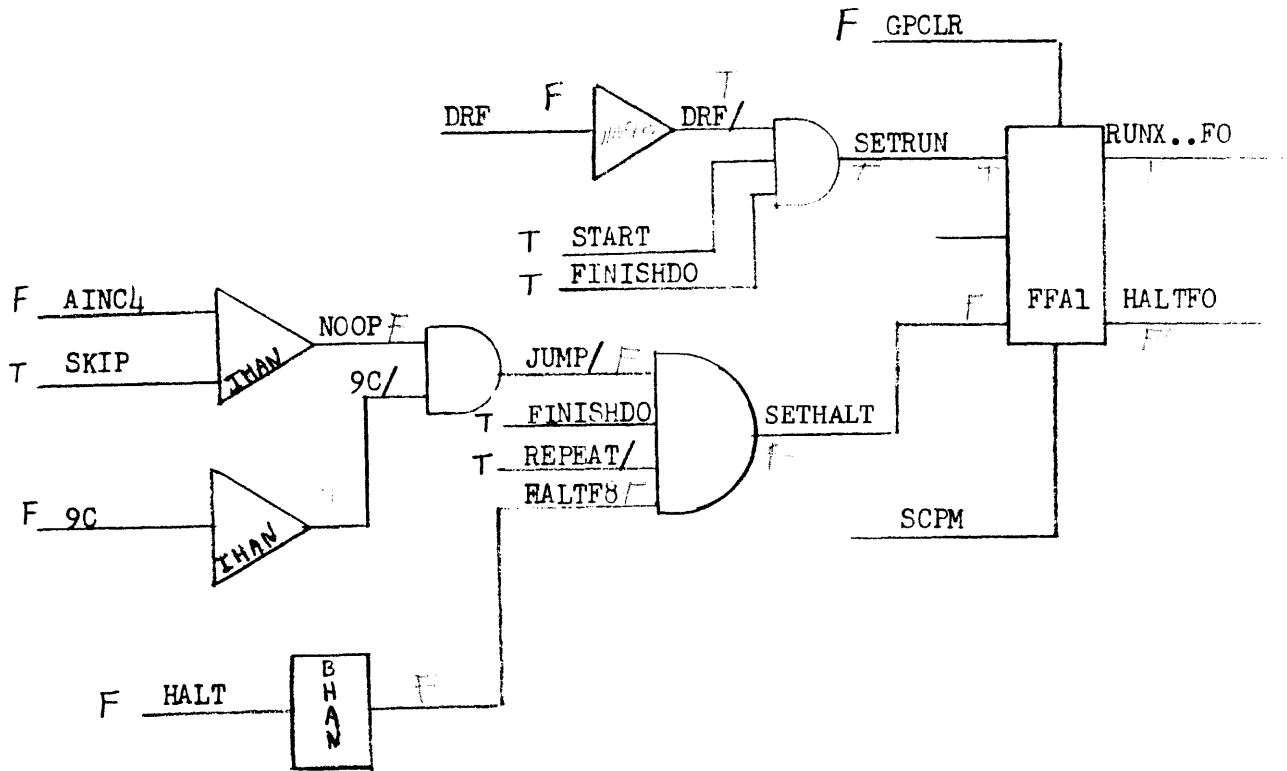 F GPCLR
T
DRF F DRF/
SETRUN RUNX..FO
T T T
T START
T FINISHDO
F AINC4
NOOP F
FFA1 HALTFO
F F
T SKIP
IHAN
9C/
JUMP/ F
T FINISHDO
SETHALT
F
T REPEAT/
HALTF8 F
F 9C
T
IHAN
SCPM
F HALT
BHAN
F